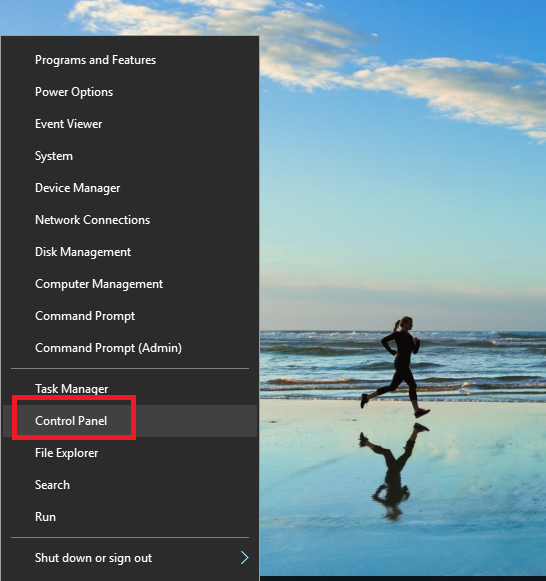 Programs and Features
Power Options
Event Viewer
System
Device Manager
Network Connections
Disk Management
Computer Management
Command Prompt
Command Prompt (Admin)
Task Manager
Control Panel
File Explorer
Search
Run
Shut down or sign out